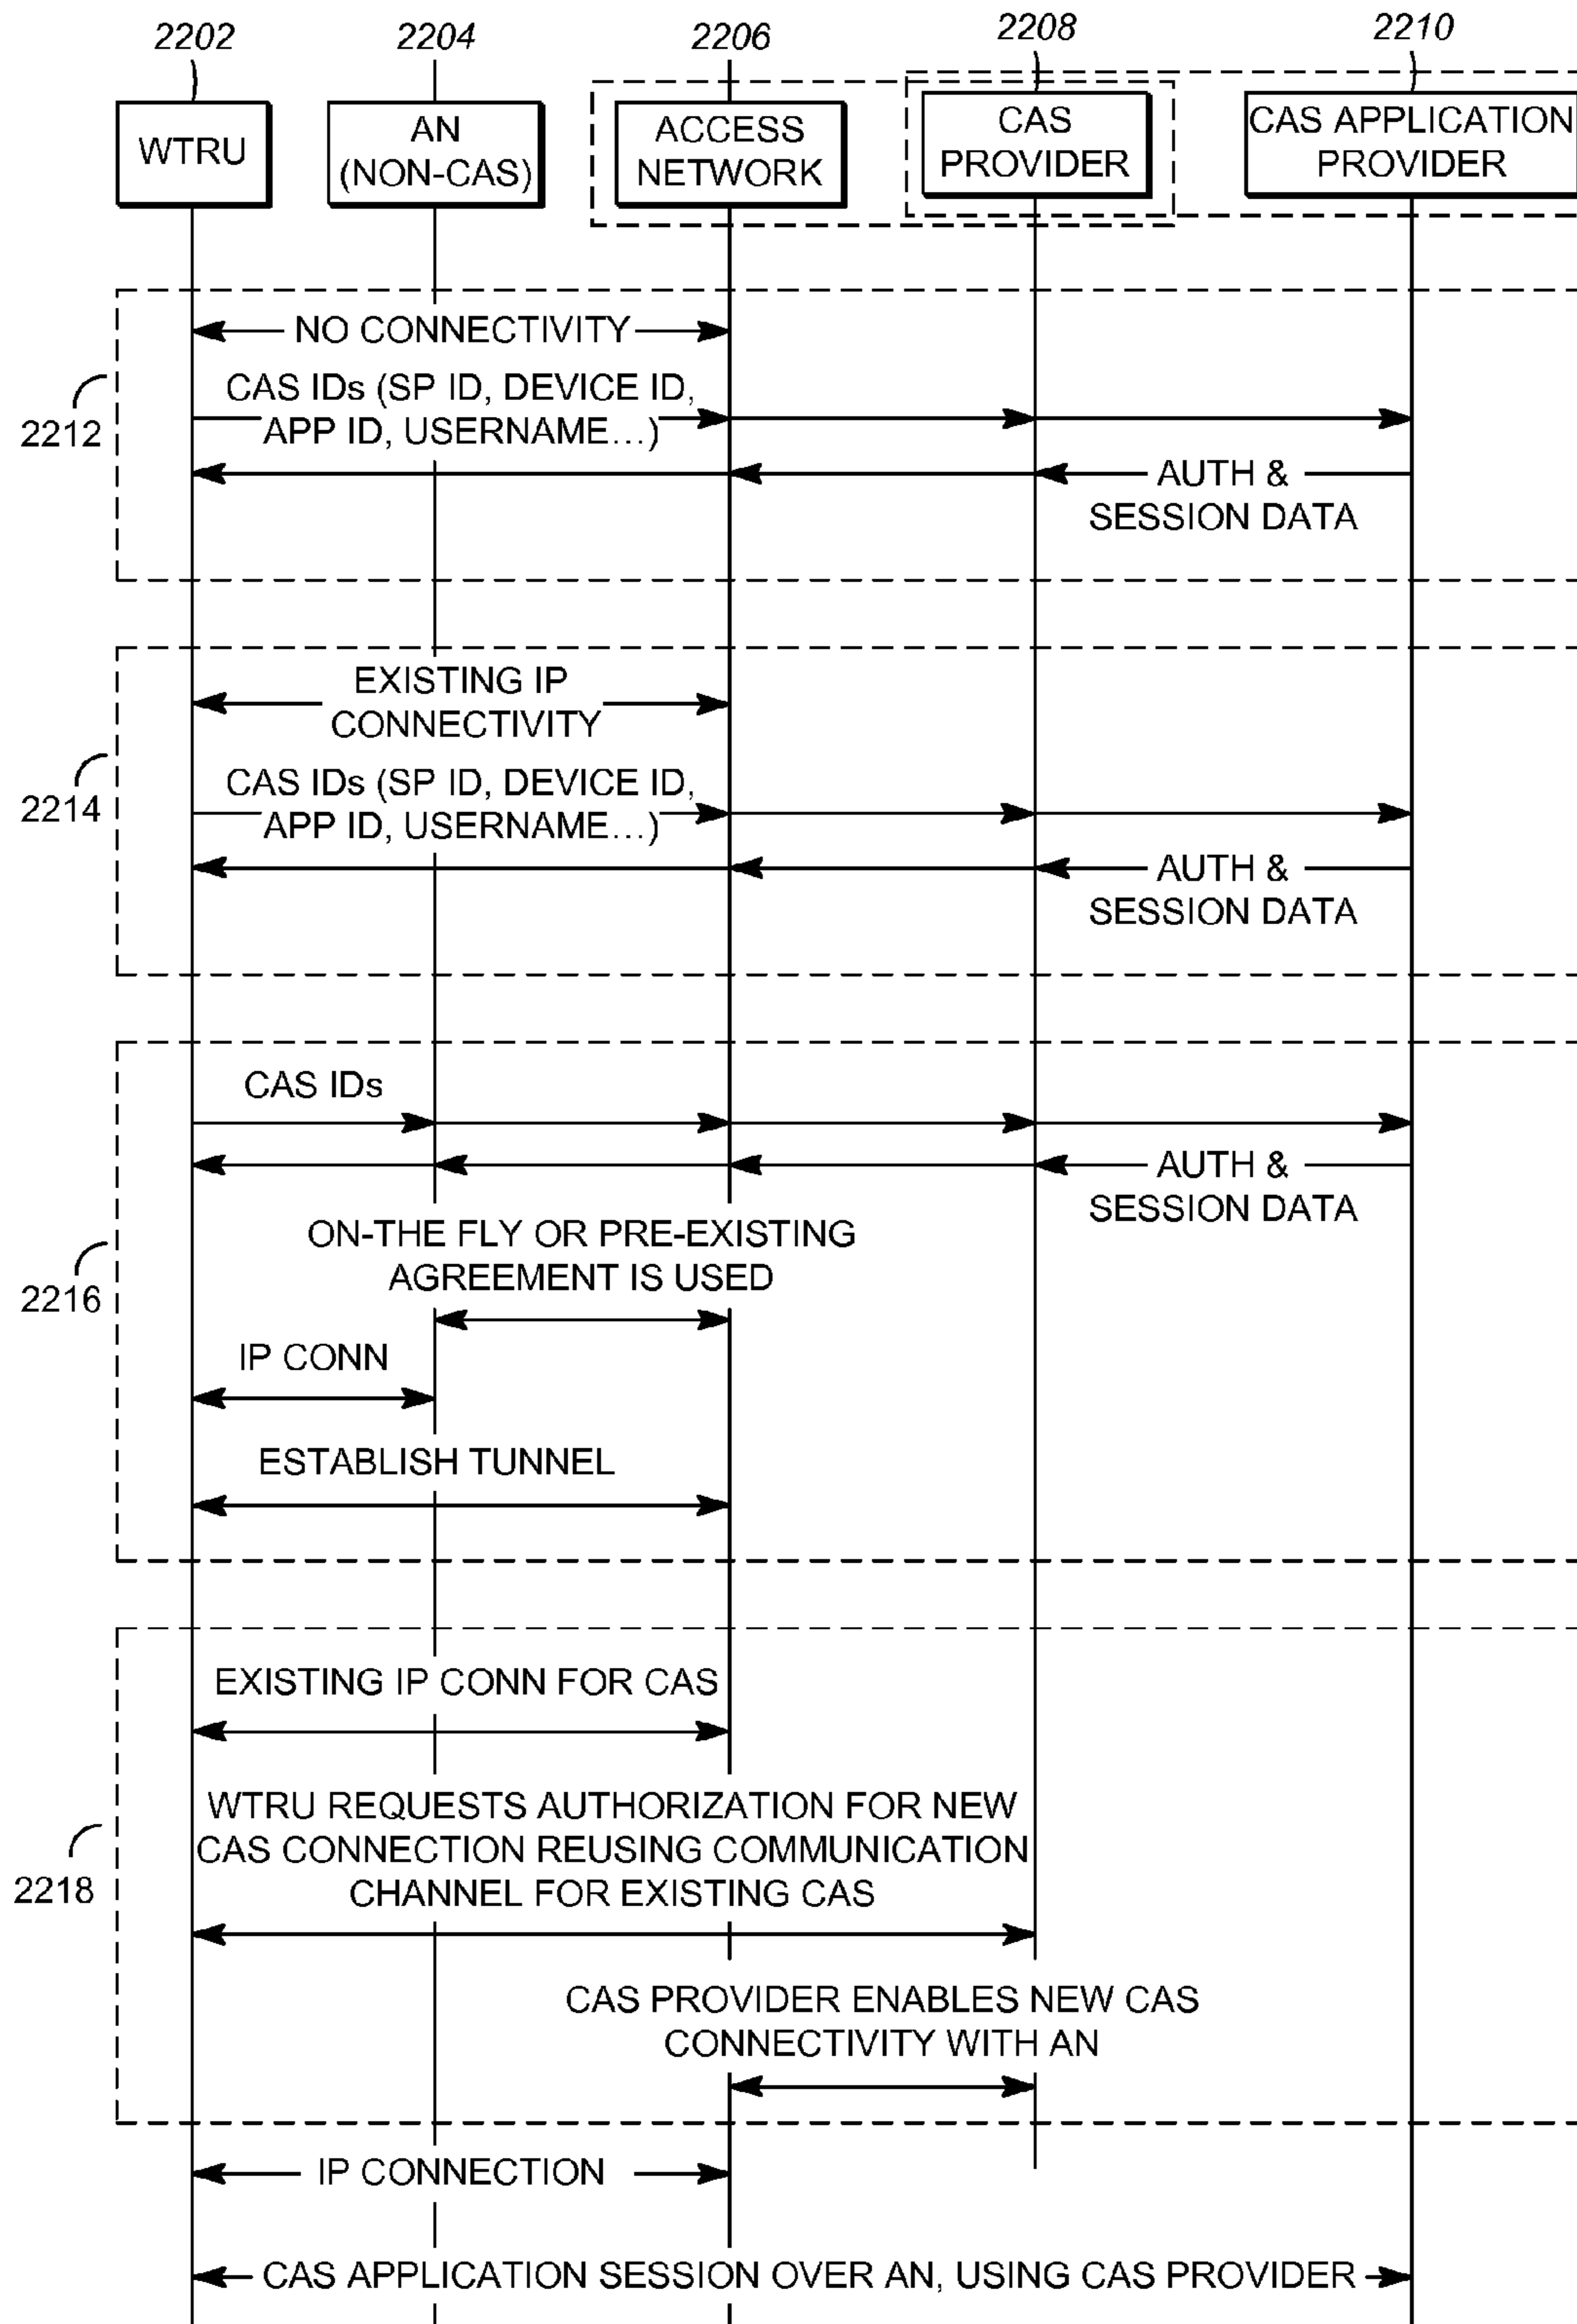 2202
2204
2206
2208
2210
WTRU
AN
(NON-CAS)
ACCESS
NETWORK
CAS
PROVIDER
CAS APPLICATION
PROVIDER
2212
NO CONNECTIVITY
CAS IDs (SP ID, DEVICE ID,
APP ID, USERNAME...)
AUTH &
SESSION DATA
2214
EXISTING IP
CONNECTIVITY
CAS IDs (SP ID, DEVICE ID,
APP ID, USERNAME...)
AUTH &
SESSION DATA
2216
CAS IDs
AUTH &
SESSION DATA
ON-THE FLY OR PRE-EXISTING
AGREEMENT IS USED
IP CONN
ESTABLISH TUNNEL
2218
EXISTING IP CONN FOR CAS
WTRU REQUESTS AUTHORIZATION FOR NEW
CAS CONNECTION REUSING COMMUNICATION
CHANNEL FOR EXISTING CAS
CAS PROVIDER ENABLES NEW CAS
CONNECTIVITY WITH AN
IP CONNECTION
CAS APPLICATION SESSION OVER AN, USING CAS PROVIDER